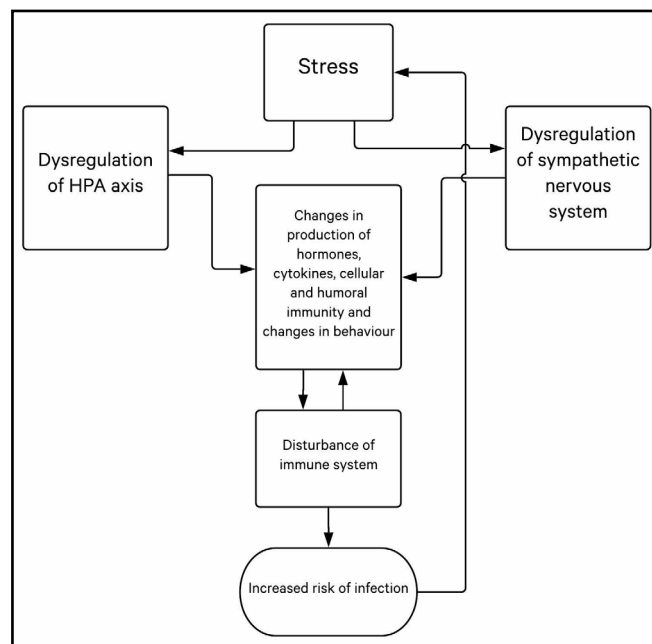 Stress
Dysregulation
of HPA axis
Dysregulation
of sympathetic
nervous
system
Changes in
production of
hormones,
cytokines, cellular
and humoral
immunity and
changes in behaviour
Disturbance of
immune system
Increased risk of infection